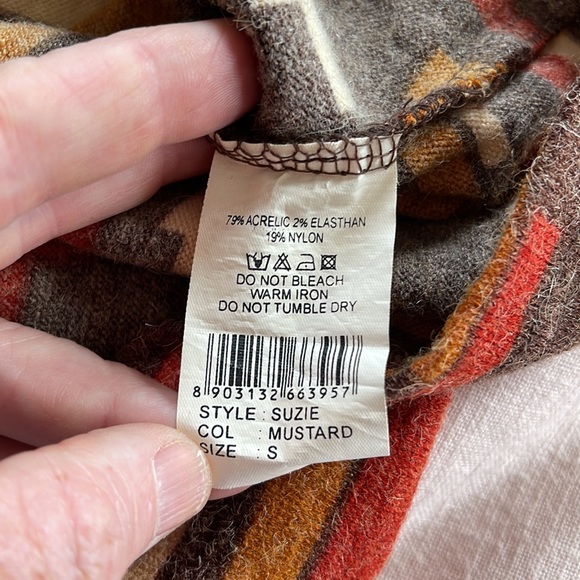 79% ACRELIC 2% ELASTHAN
19% NYLON
DO NOT BLEACH
WARM IRON
DO NOT TUMBLE DRY
8 903132 663957
STYLE : SUZIE
COL : MUSTARD
SIZE : S